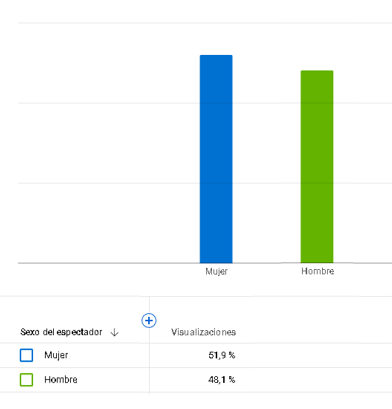 Mujer Hombre
Sexo del espectador Visualizaciones
Mujer 51,9 %
Hombre 48,1 %